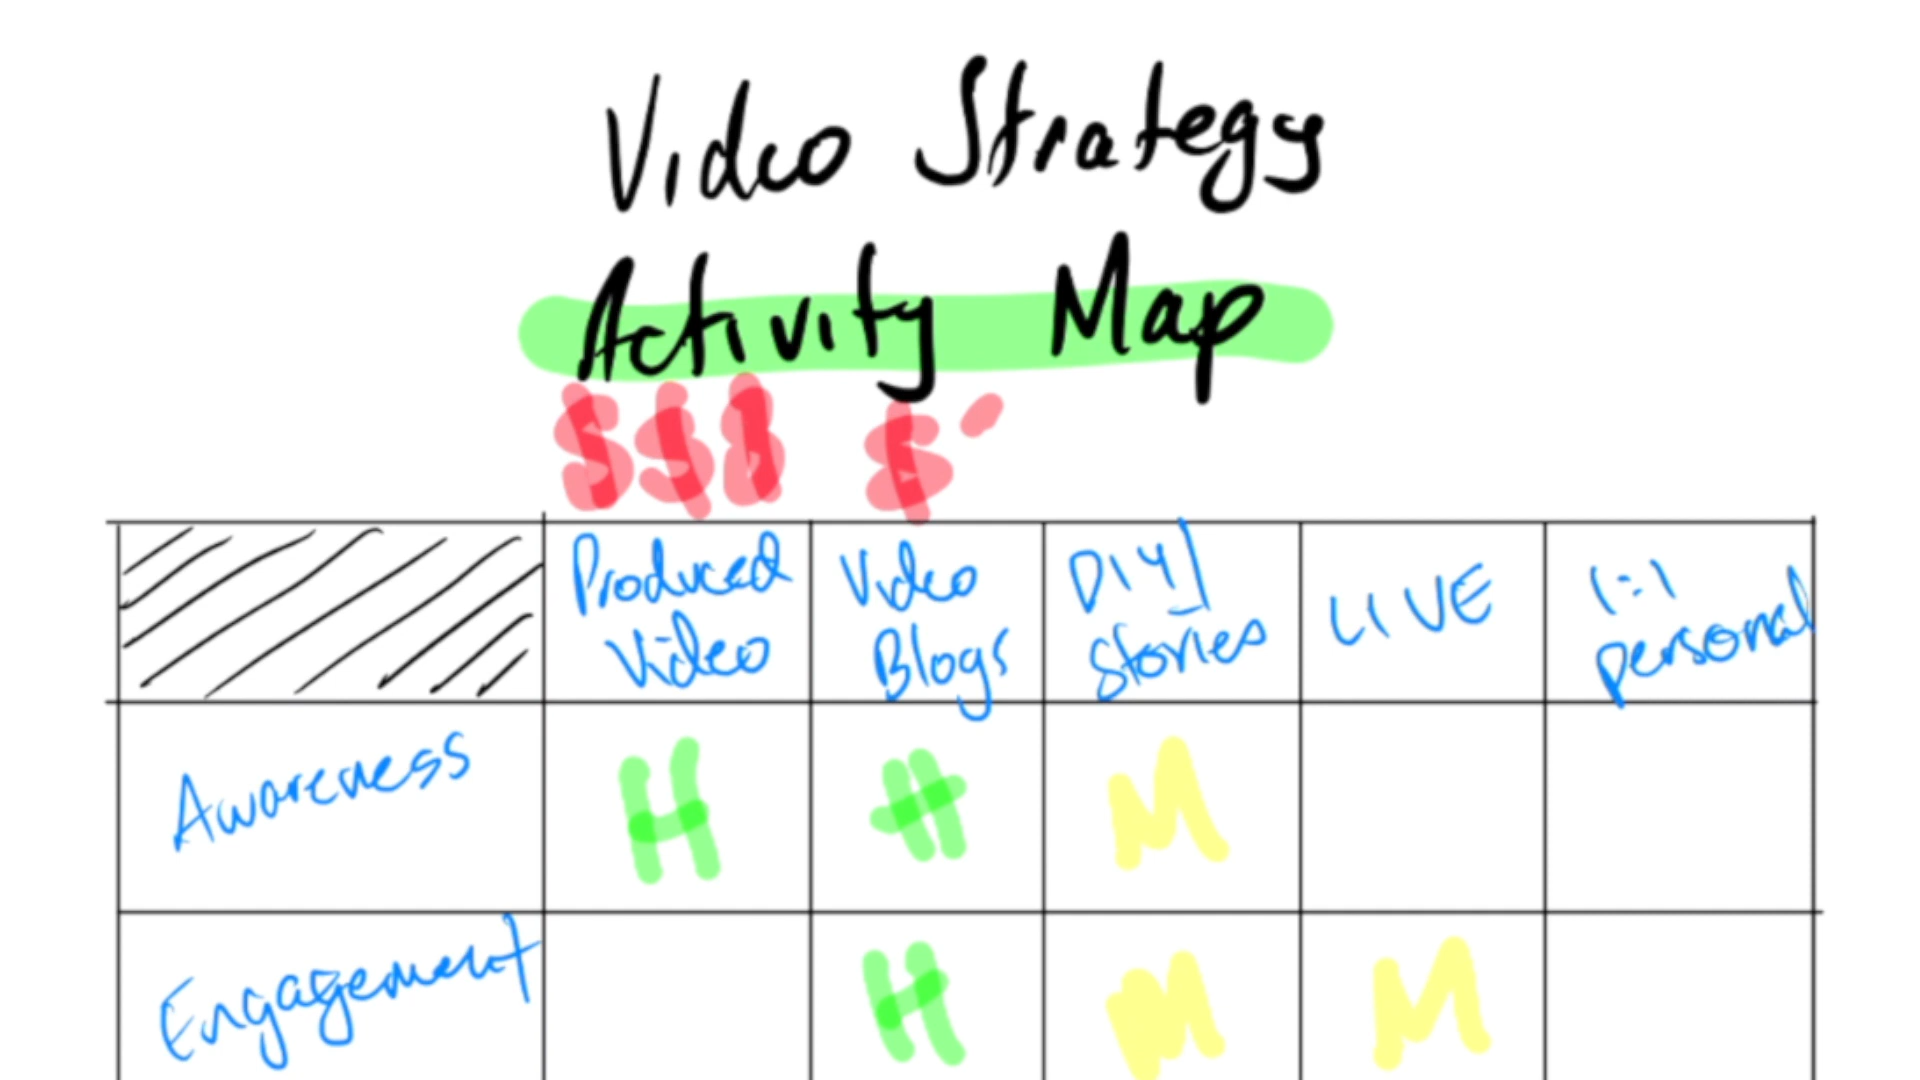 Video Strategy
Activity Map
$$$ $
Produced Video
Video Blogs
DIY/ Stories
LIVE
1:1 personal
Awareness
H
H
M
Engagement
H
M
M